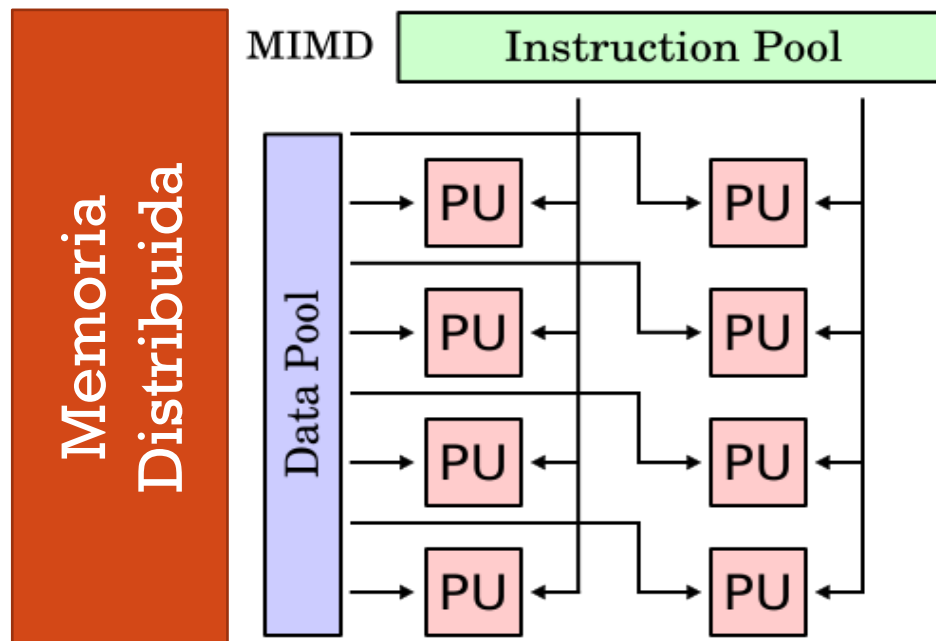 Memoria
Distribuida
MIMD
Instruction Pool
Data Pool
PU
PU
PU
PU
PU
PU
PU
PU